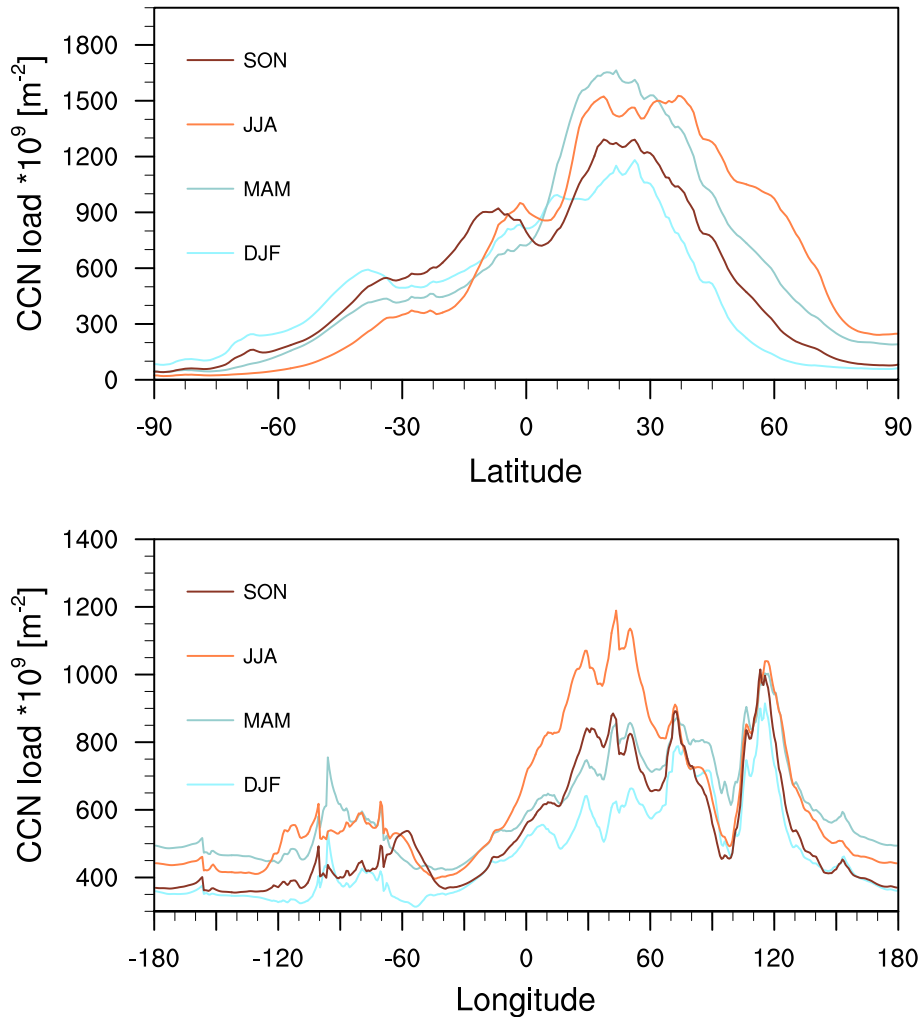 CCN load *10^9 [m^-2]
1800
1500
1200
900
600
300
0
SON
JJA
MAM
DJF
-90 -60 -30 0 30 60 90
Latitude
CCN load *10^9 [m^-2]
1400
1200
1000
800
600
400
SON
JJA
MAM
DJF
-180 -120 -60 0 60 120 180
Longitude